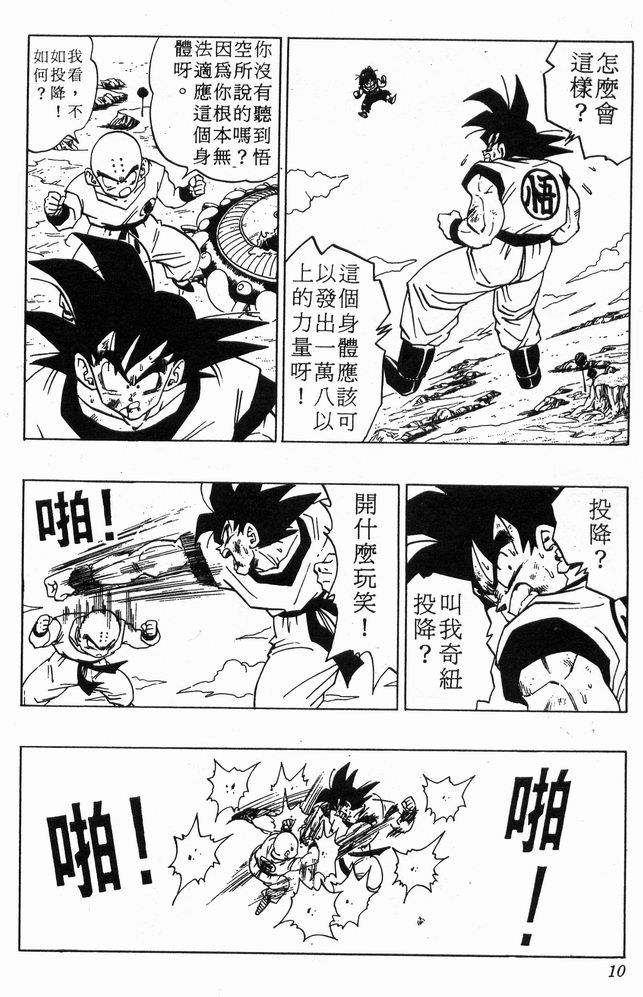 怎麼會
這樣?
悟
這個身體應該可
以發出一萬八以
上的力量呀!
你沒有聽到悟
空所說的嗎?
因為你根本無
法適應這個身
體呀。
我看,不
如投降!
如何?
投降?
叫我奇紐
投降?
開什麼玩笑!
啪!
啪!
啪!
10